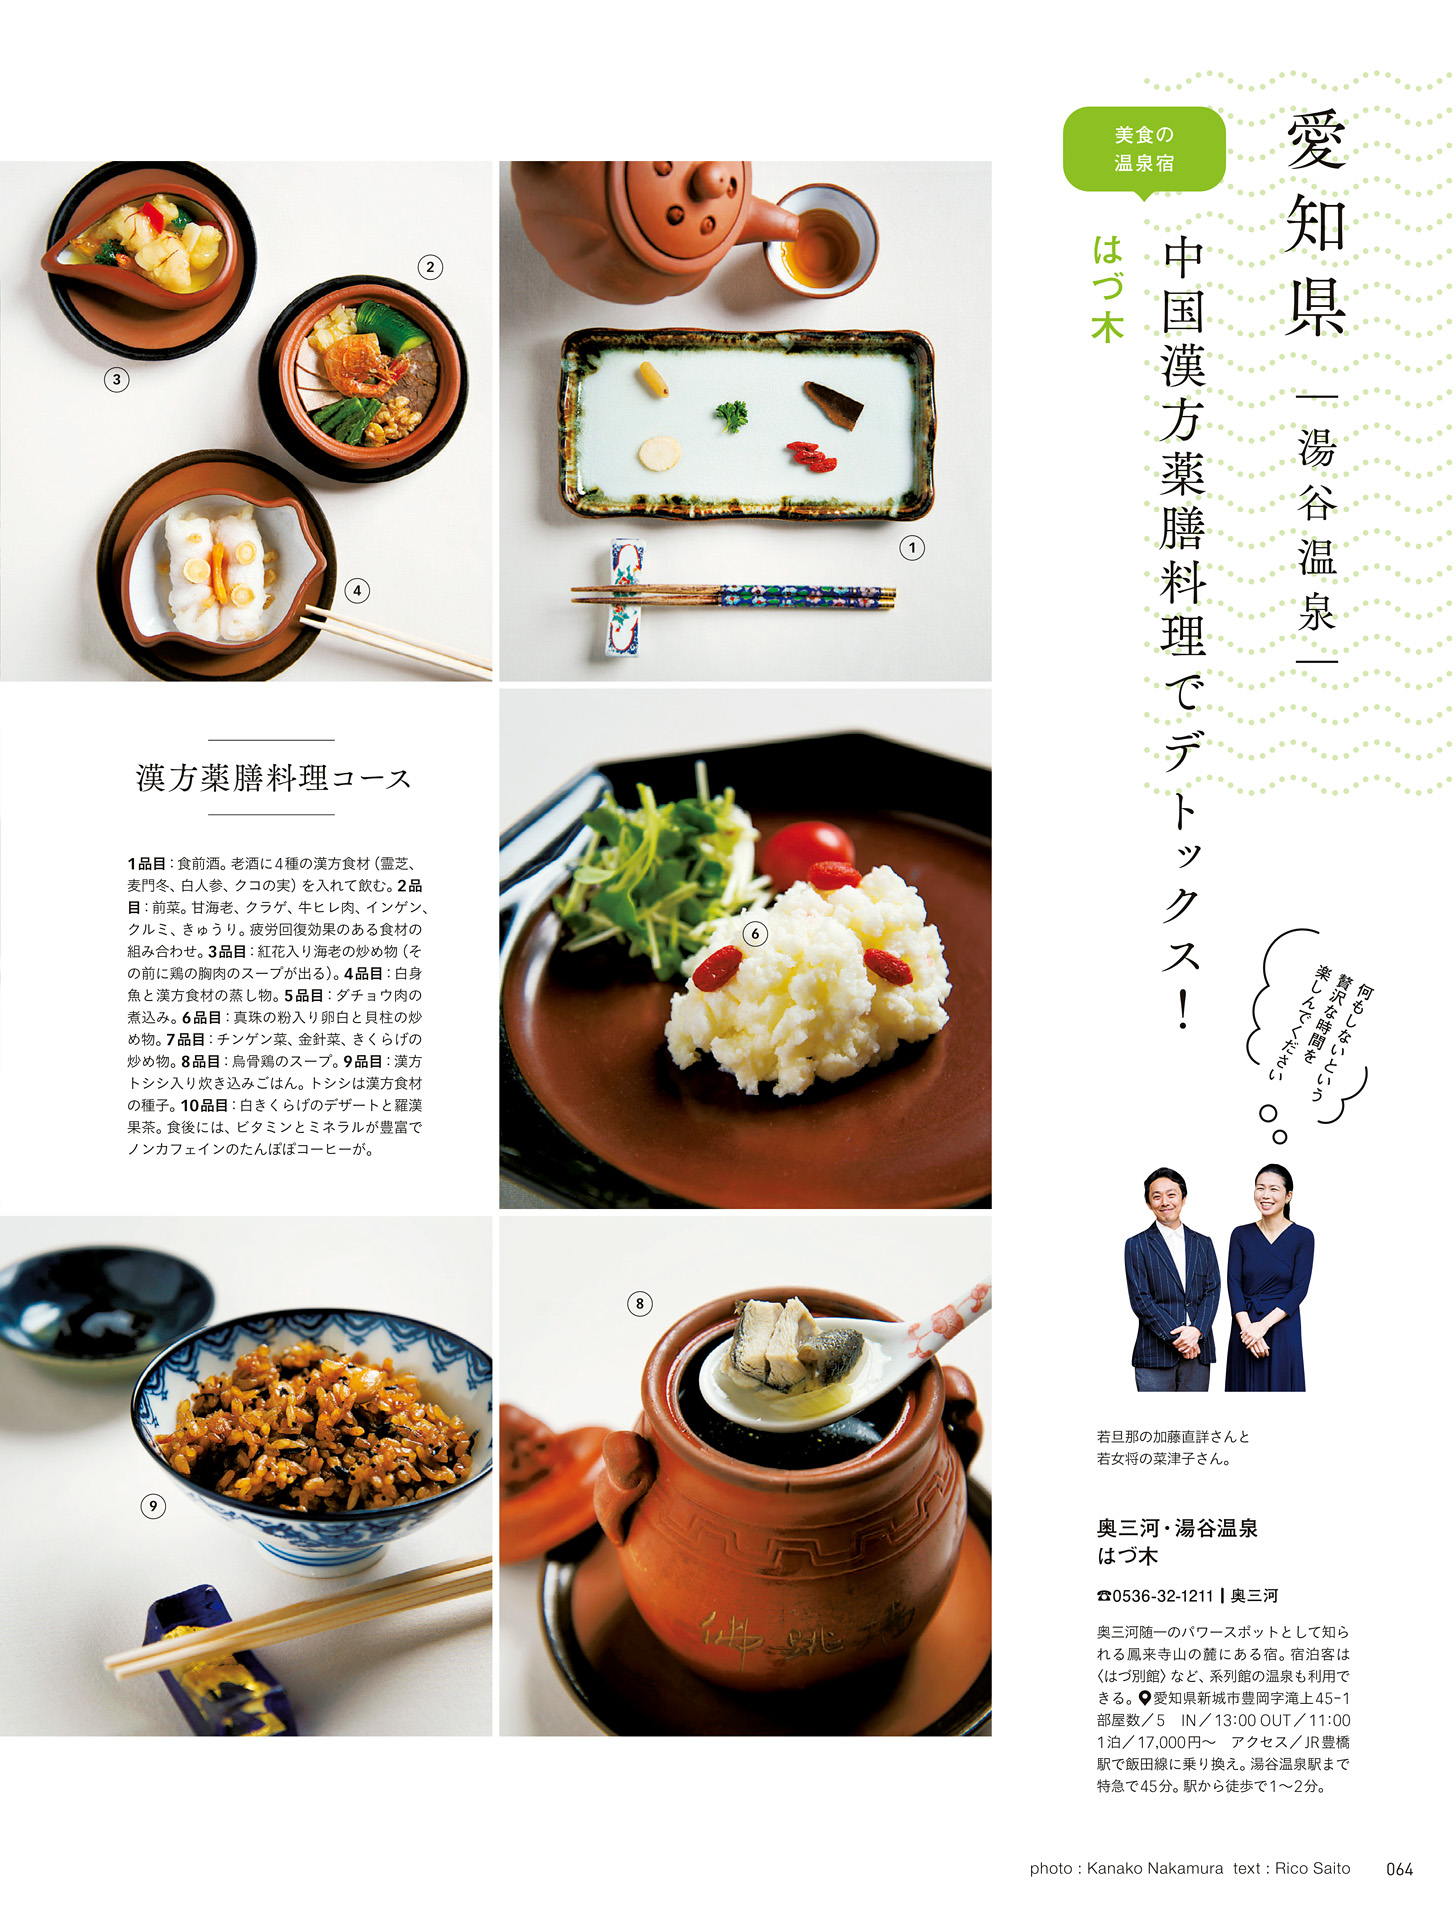 愛知県
|湯谷温泉|
美食の
温泉宿
中国漢方薬膳料理でデトックス！
はづ木
何もしないという
贅沢な時間を
楽しんでください
3
2
4
1
漢方薬膳料理コース
1品目：食前酒。老酒に4種の漢方食材（霊芝、
麦門冬、白人参、クコの実）を入れて飲む。2品
目：前菜。甘海老、クラゲ、牛ヒレ肉、インゲン、
クルミ、きゅうり。疲労回復効果のある食材の
組み合わせ。3品目：紅花入り海老の炒め物（そ
の前に鶏の胸肉のスープが出る）。4品目：白身
魚と漢方食材の蒸し物。5品目：ダチョウ肉の
煮込み。6品目：真珠の粉入り卵白と貝柱の炒
め物。7品目：チンゲン菜、金針菜、きくらげの
炒め物。8品目：烏骨鶏のスープ。9品目：漢方
トシシ入り炊き込みごはん。トシシは漢方食材
の種子。10品目：白きくらげのデザートと羅漢
果茶。食後には、ビタミンとミネラルが豊富で
ノンカフェインのたんぽぽコーヒーが。
6
9
8
佛跳墻
若旦那の加藤直詳さんと
若女将の菜津子さん。
奥三河・湯谷温泉
はづ木
☎0536-32-1211 | 奥三河
奥三河随一のパワースポットとして知ら
れる鳳来寺山の麓にある宿。宿泊客は
〈はづ別館〉など、系列館の温泉も利用で
きる。愛知県新城市豊岡字滝上45-1
部屋数／5　IN／13:00 OUT／11:00
1泊／17,000円〜　アクセス／JR豊橋
駅で飯田線に乗り換え。湯谷温泉駅まで
特急で45分。駅から徒歩で1〜2分。
photo : Kanako Nakamura text : Rico Saito
064